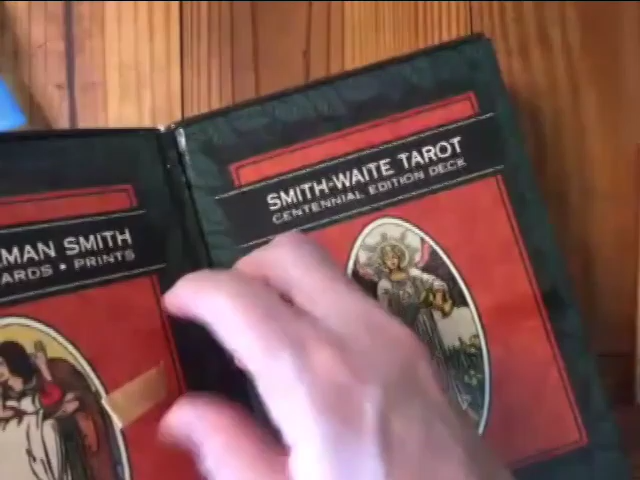 MAN SMITH
ARDS • PRINTS
SMITH-WAITE TAROT
CENTENNIAL EDITION DECK